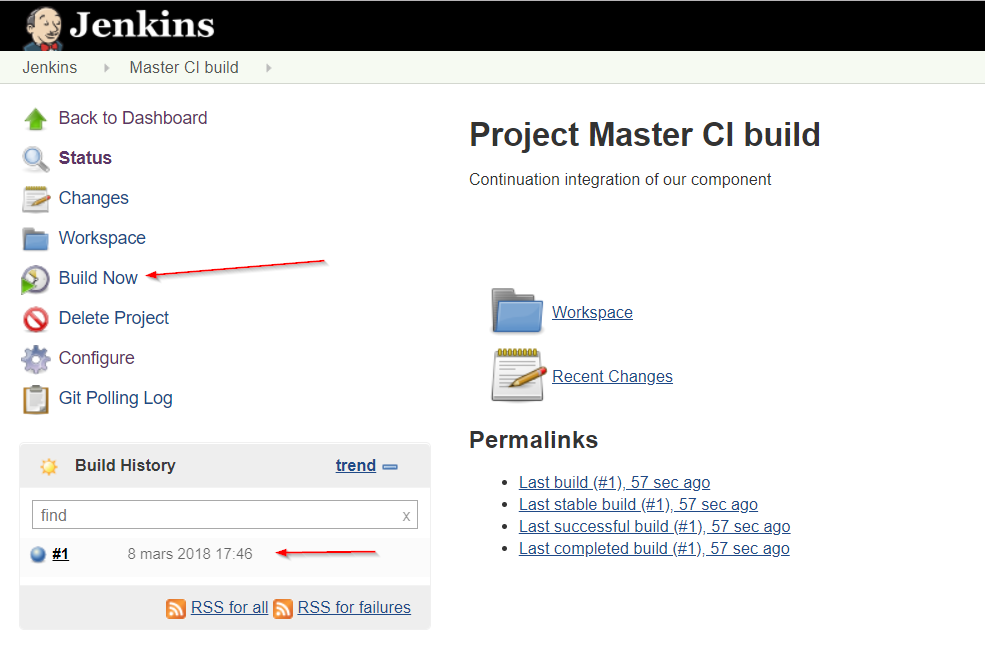 Jenkins
Jenkins Master CI build
Back to Dashboard
Status
Changes
Workspace
Build Now
Delete Project
Configure
Git Polling Log
Build History trend
find x
#1 8 mars 2018 17:46
RSS for all RSS for failures
Project Master CI build
Continuation integration of our component
Workspace
Recent Changes
Permalinks
Last build (#1), 57 sec ago
Last stable build (#1), 57 sec ago
Last successful build (#1), 57 sec ago
Last completed build (#1), 57 sec ago